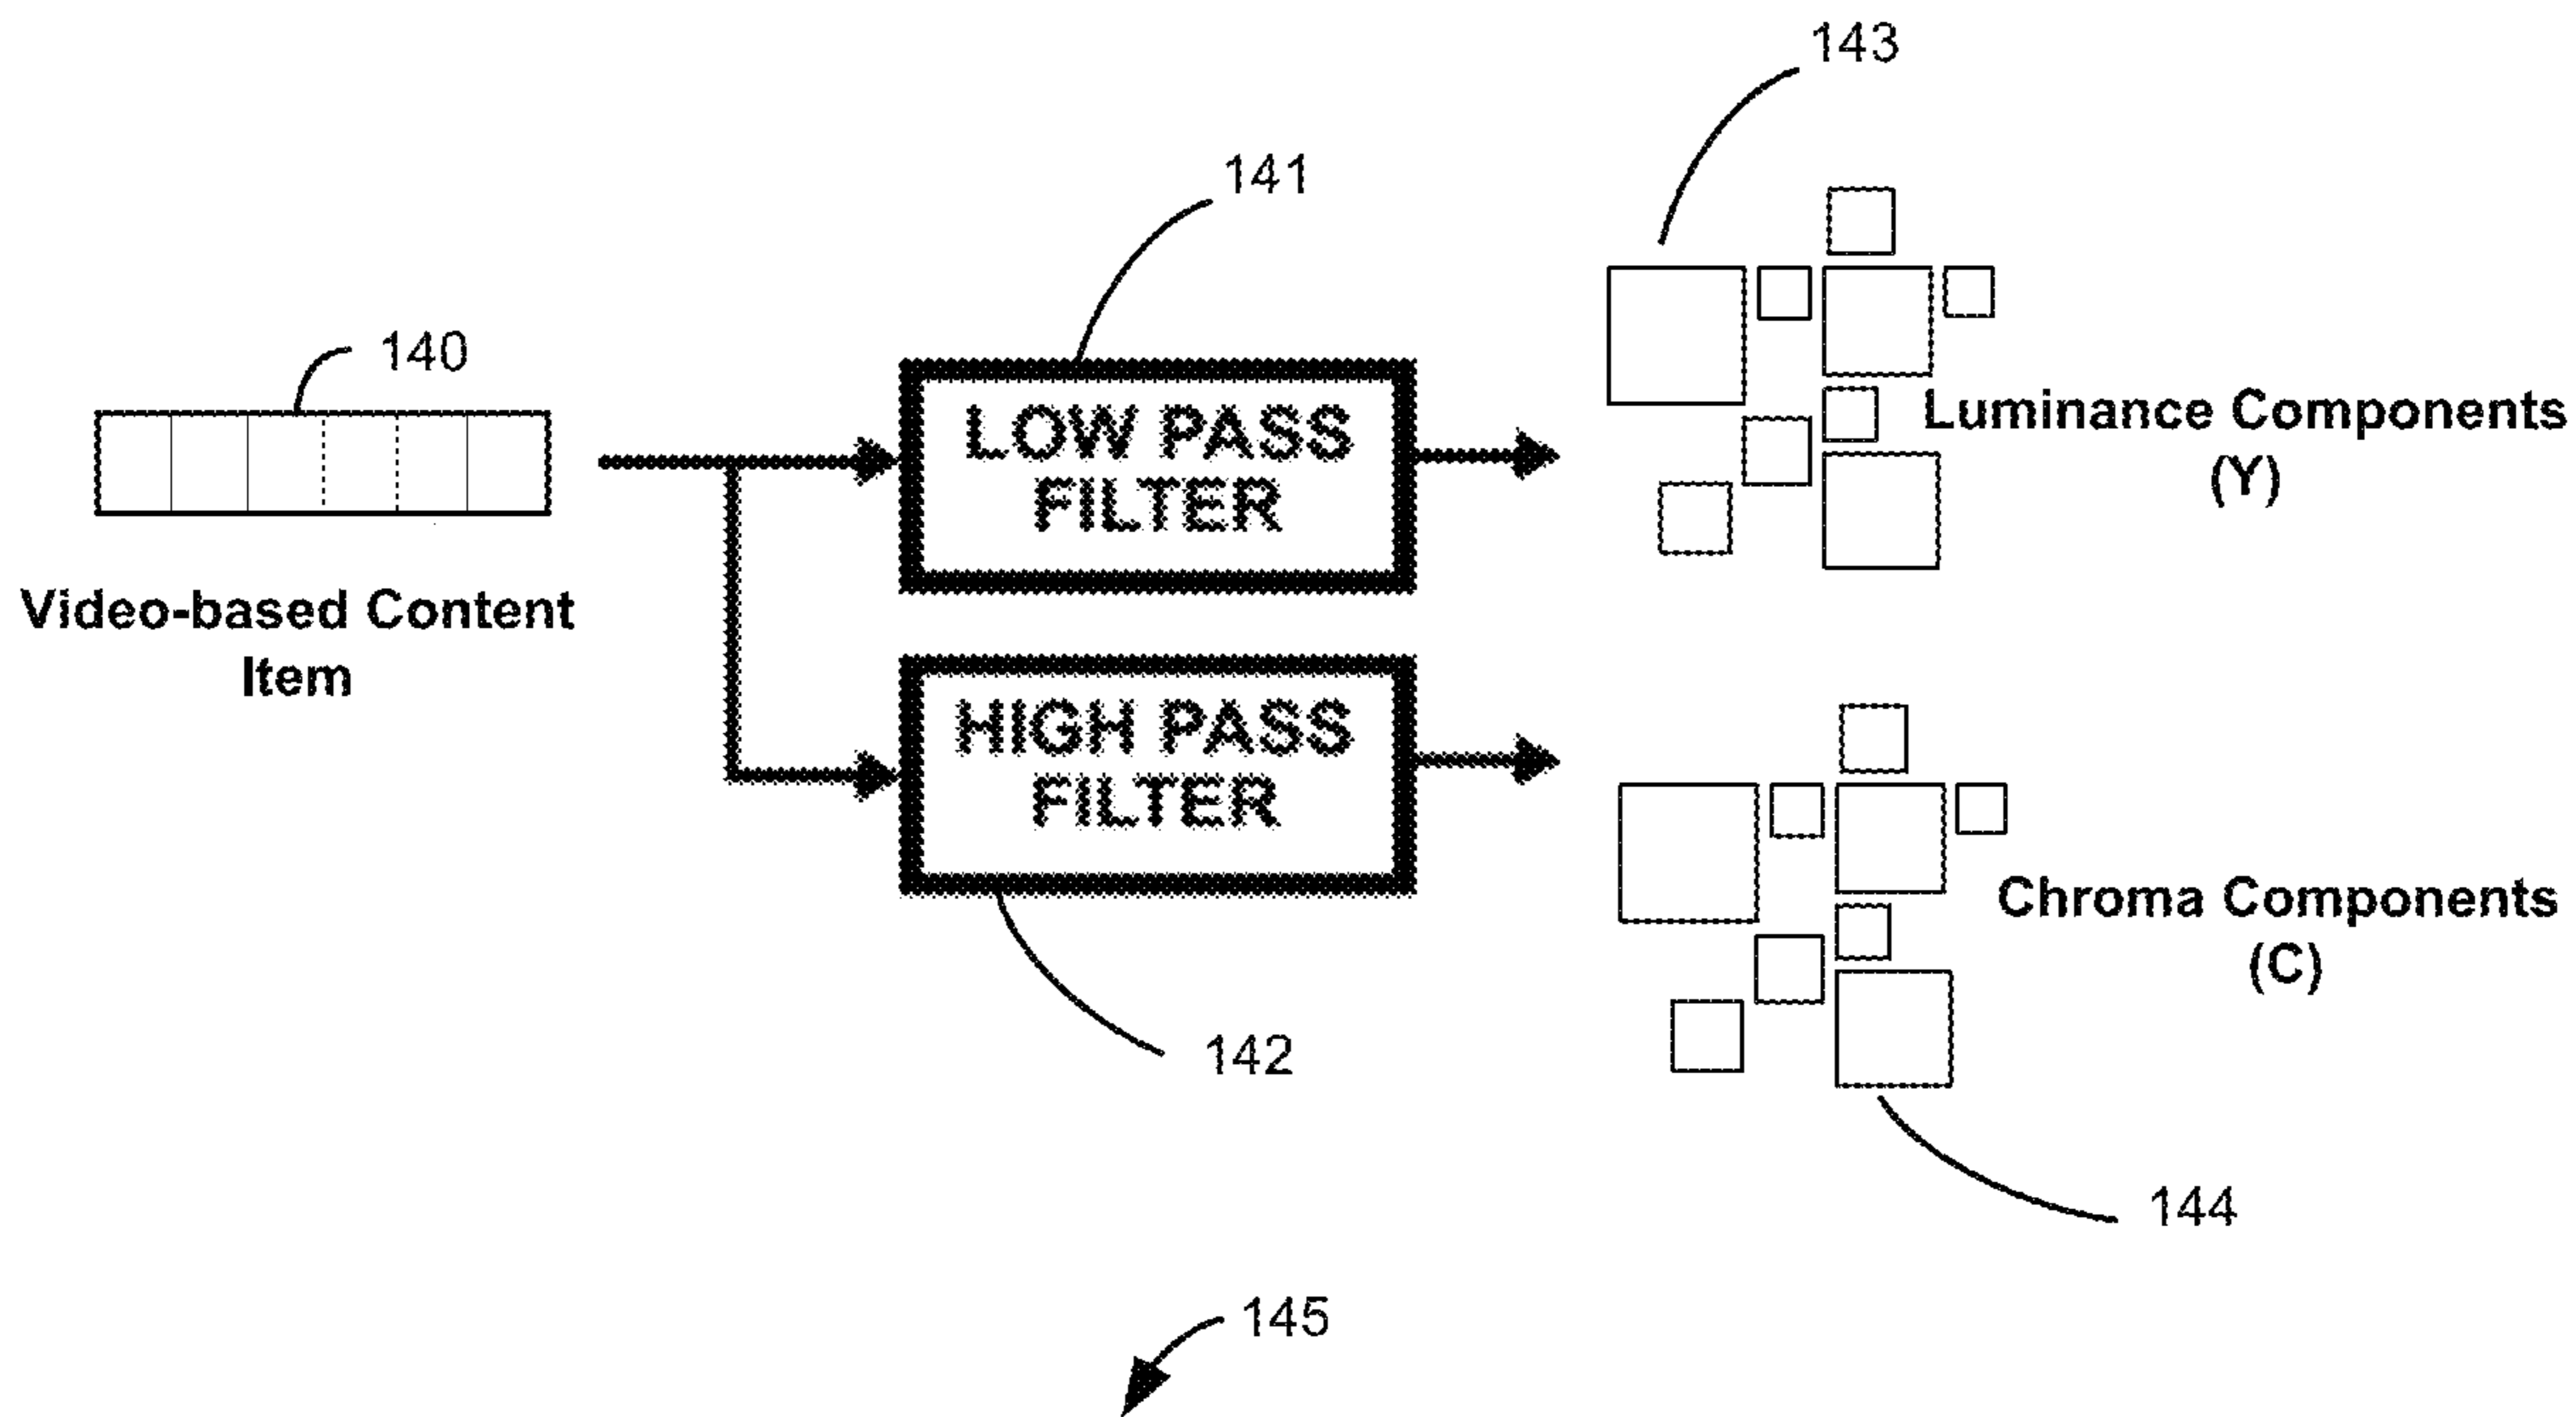 143
141
140
LOW PASS
FILTER
Luminance Components
(Y)
Video-based Content
Item
HIGH PASS
FILTER
Chroma Components
(C)
142
144
145